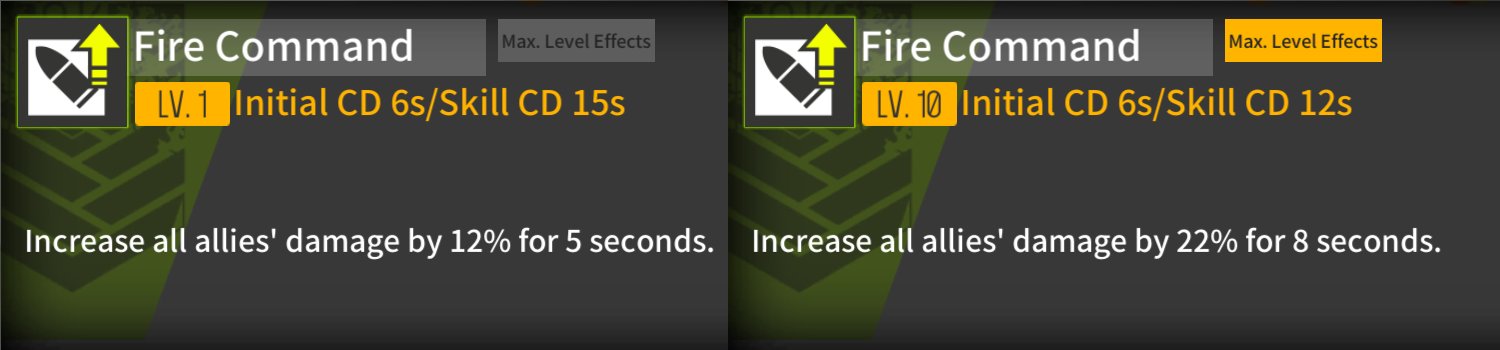 Fire Command
Max. Level Effects
LV. 1 Initial CD 6s/Skill CD 15s
Increase all allies' damage by 12% for 5 seconds.
Fire Command
Max. Level Effects
LV. 10 Initial CD 6s/Skill CD 12s
Increase all allies' damage by 22% for 8 seconds.